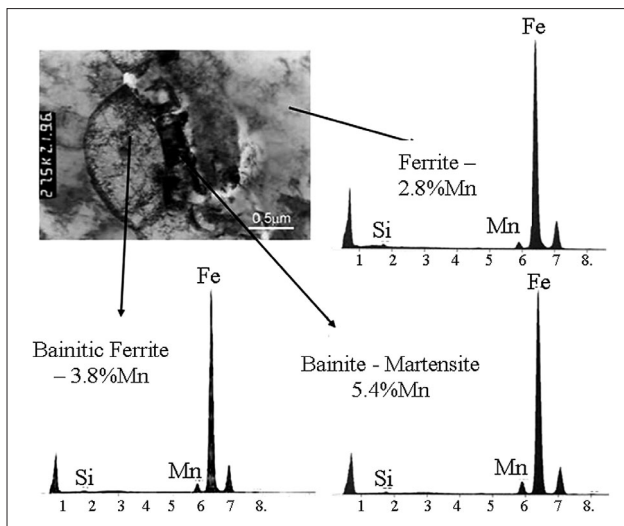 275K21.96
0.5μm
Fe
Ferrite –
2.8%Mn
Si
Mn
1 2 3 4 5 6 7 8.
Fe
Bainitic Ferrite
– 3.8%Mn
Si
Mn
1 2 3 4 5 6 7 8.
Fe
Bainite - Martensite
5.4%Mn
Si
Mn
1 2 3 4 5 6 7 8.